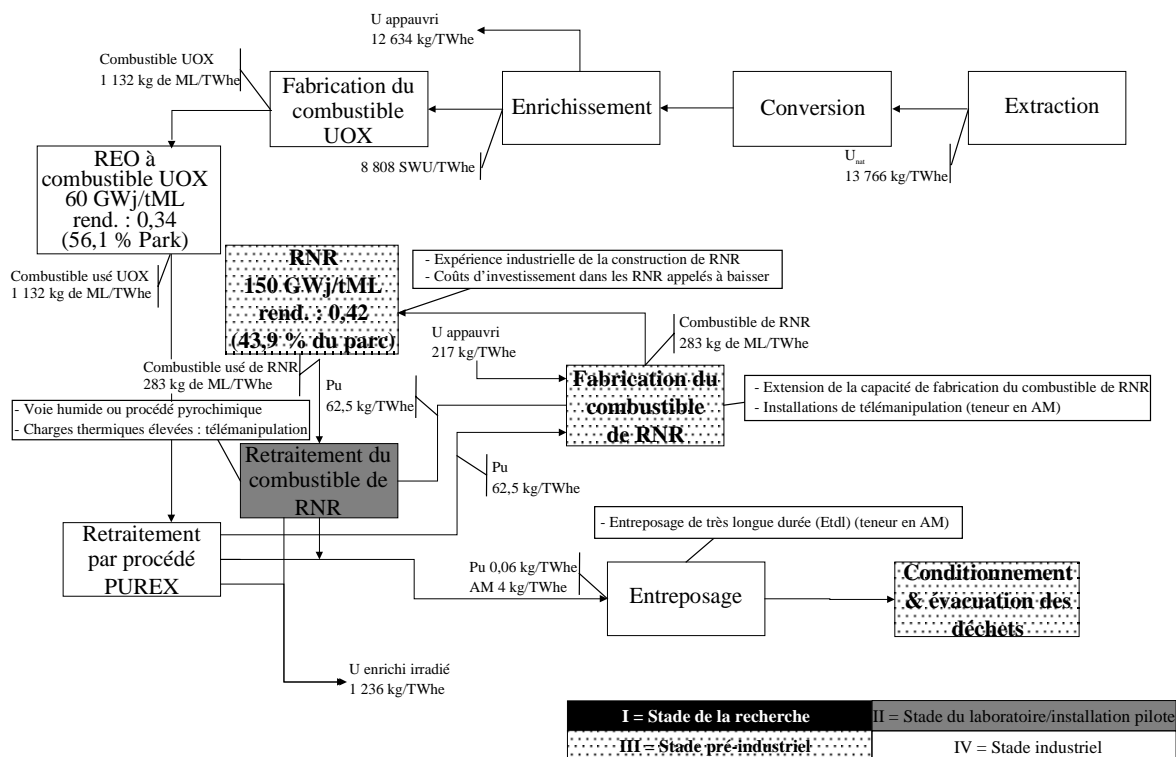 U appauvri
12 634 kg/TWhe
Combustible UOX
1 132 kg de ML/TWhe
Fabrication du
combustible
UOX
Enrichissement
Conversion
Extraction
8 808 SWU/TWhe
U nat
13 766 kg/TWhe
REO à
combustible UOX
60 GWj/tML
rend. : 0,34
(56,1 % Park)
Combustible usé UOX
1 132 kg de ML/TWhe
RNR
150 GWj/tML
rend. : 0,42
(43,9 % du parc)
- Expérience industrielle de la construction de RNR
- Coûts d’investissement dans les RNR appelés à baisser
U appauvri
217 kg/TWhe
Combustible de RNR
283 kg de ML/TWhe
Combustible usé de RNR
283 kg de ML/TWhe
Pu
62,5 kg/TWhe
Fabrication du
combustible
de RNR
- Extension de la capacité de fabrication du combustible de RNR
- Installations de télémanipulation (teneur en AM)
- Voie humide ou procédé pyrochimique
- Charges thermiques élevées : télémanipulation
Retraitement du
combustible de
RNR
Pu
62,5 kg/TWhe
Retraitement
par procédé
PUREX
- Entreposage de très longue durée (Etdl) (teneur en AM)
Pu 0,06 kg/TWhe
AM 4 kg/TWhe
Entreposage
Conditionnement
& évacuation des
déchets
U enrichi irradié
1 236 kg/TWhe
I = Stade de la recherche
II = Stade du laboratoire/installation pilote
III = Stade pré-industriel
IV = Stade industriel